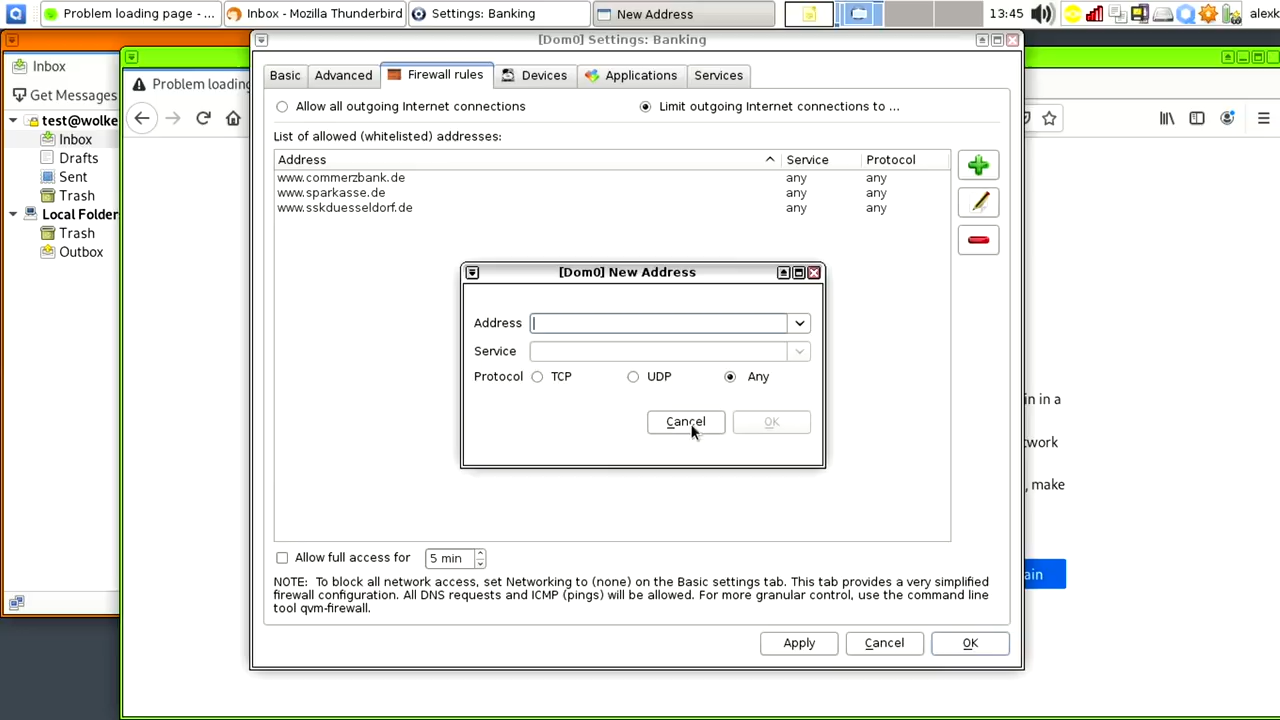 Problem loading page - ...
Inbox - Mozilla Thunderbird
Settings: Banking
New Address
13:45
alexk
[Dom0] Settings: Banking
Inbox
Get Messages
test@wolke
Inbox
Drafts
Sent
Trash
Local Folder
Trash
Outbox
Problem loading
Basic
Advanced
Firewall rules
Devices
Applications
Services
Allow all outgoing Internet connections
Limit outgoing Internet connections to ...
List of allowed (whitelisted) addresses:
Address Service Protocol
www.commerzbank.de any any
www.sparkasse.de any any
www.sskduesseldorf.de any any
[Dom0] New Address
Address
Service
Protocol TCP UDP Any
Cancel OK
in in a
work
, make
ain
Allow full access for 5 min
NOTE: To block all network access, set Networking to (none) on the Basic settings tab. This tab provides a very simplified
firewall configuration. All DNS requests and ICMP (pings) will be allowed. For more granular control, use the command line
tool qvm-firewall.
Apply Cancel OK